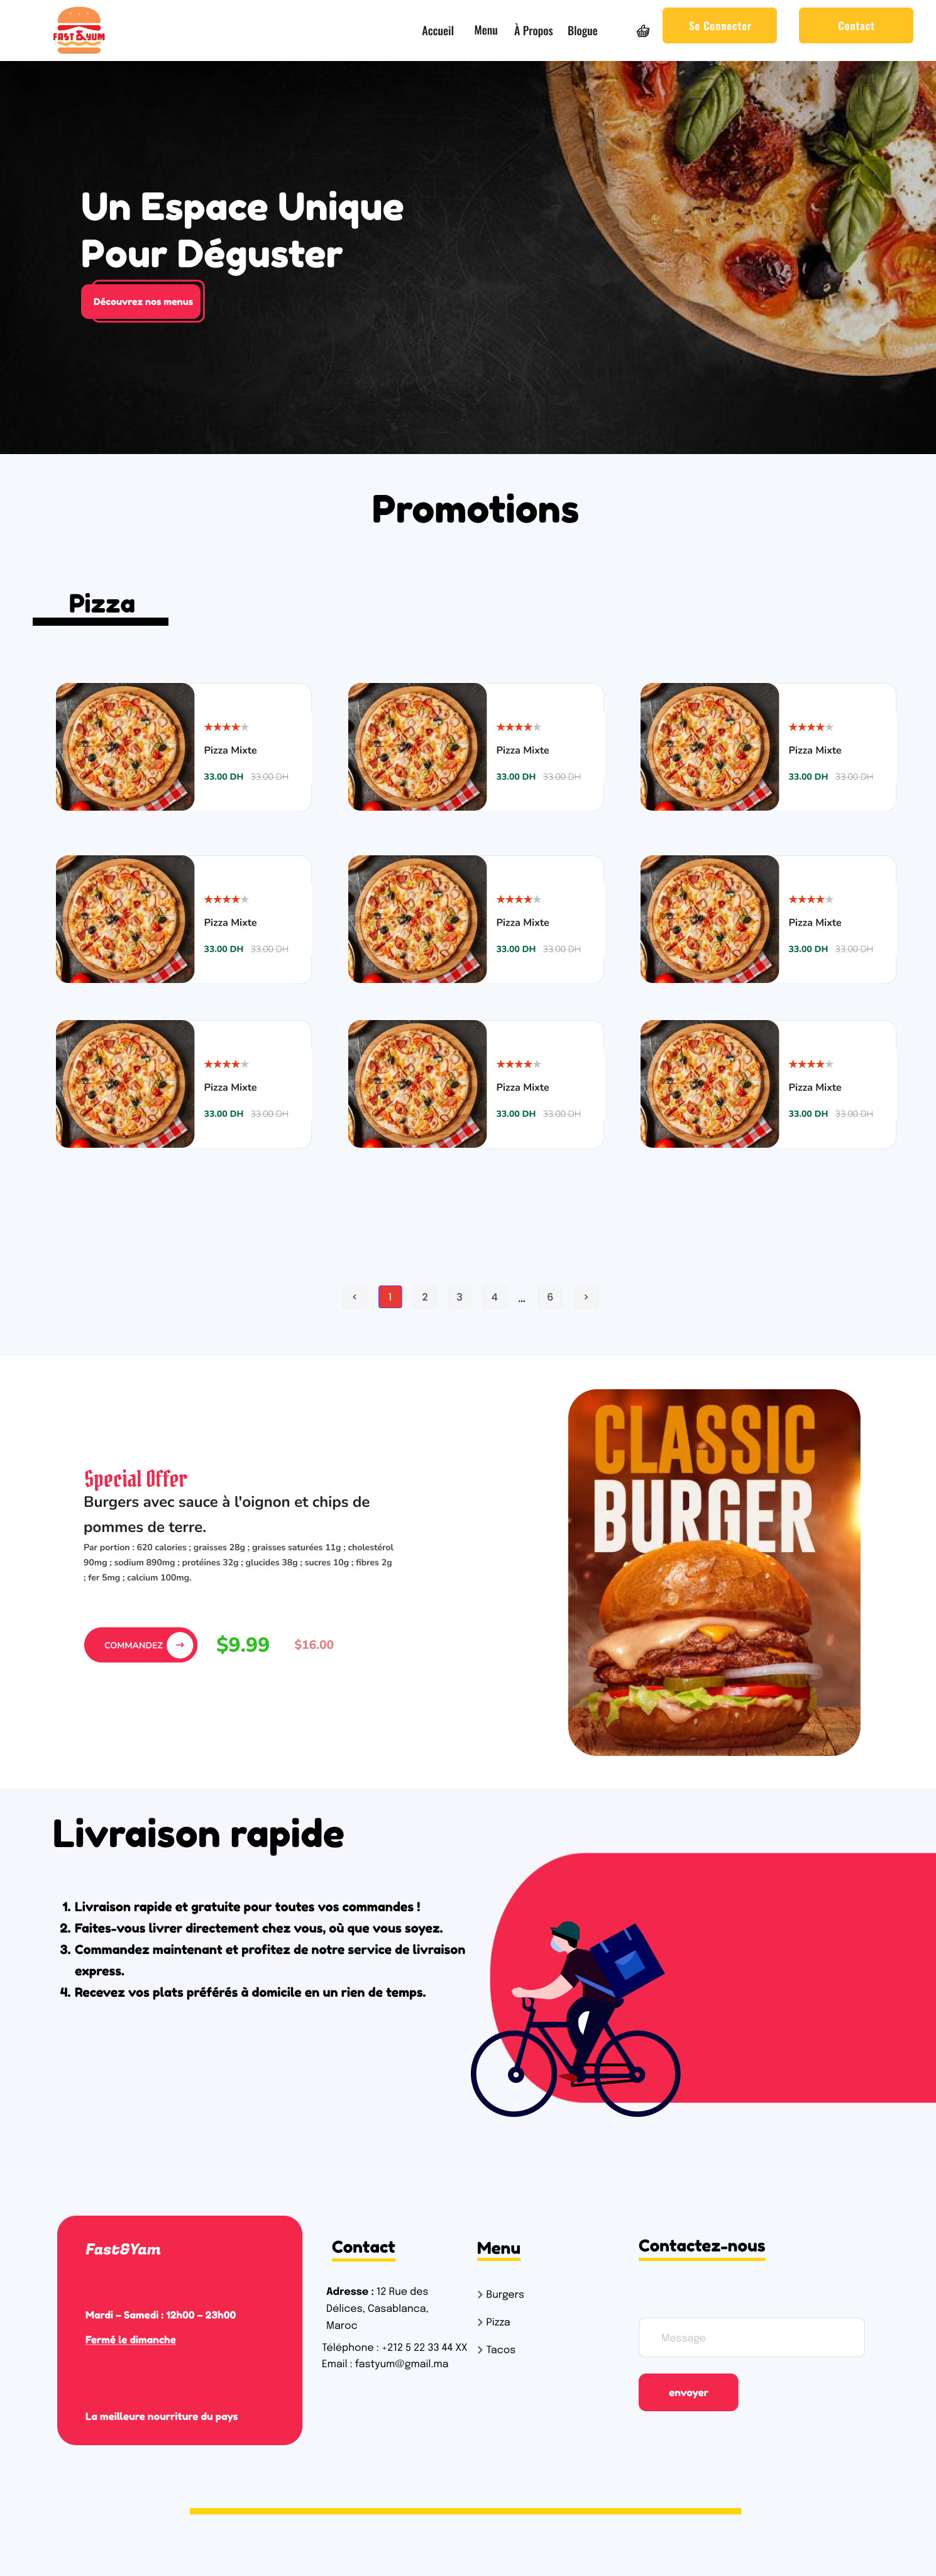 FAST & YUM
Accueil
Menu
À Propos
Blogue
Se Connecter
Contact
Un Espace Unique
Pour Déguster
Découvrez nos menus
Promotions
Pizza
Pizza Mixte
33.00 DH 33.00 DH
Pizza Mixte
33.00 DH 33.00 DH
Pizza Mixte
33.00 DH 33.00 DH
Pizza Mixte
33.00 DH 33.00 DH
Pizza Mixte
33.00 DH 33.00 DH
Pizza Mixte
33.00 DH 33.00 DH
Pizza Mixte
33.00 DH 33.00 DH
Pizza Mixte
33.00 DH 33.00 DH
Pizza Mixte
33.00 DH 33.00 DH
< 1 2 3 4 ... 6 >
Special Offer
Burgers avec sauce à l'oignon et chips de
pommes de terre.
Par portion : 620 calories ; graisses 28g ; graisses saturées 11g ; cholestérol
90mg ; sodium 890mg ; protéines 32g ; glucides 38g ; sucres 10g ; fibres 2g
; fer 5mg ; calcium 100mg.
COMMANDEZ →
$9.99
$16.00
CLASSIC
BURGER
Livraison rapide
1. Livraison rapide et gratuite pour toutes vos commandes !
2. Faites-vous livrer directement chez vous, où que vous soyez.
3. Commandez maintenant et profitez de notre service de livraison
express.
4. Recevez vos plats préférés à domicile en un rien de temps.
Fast&Yam
Mardi – Samedi : 12h00 – 23h00
Fermé le dimanche
La meilleure nourriture du pays
Contact
Adresse : 12 Rue des
Délices, Casablanca,
Maroc
Téléphone : +212 5 22 33 44 XX
Email : fastyum@gmail.ma
Menu
> Burgers
> Pizza
> Tacos
Contactez-nous
Message
envoyer